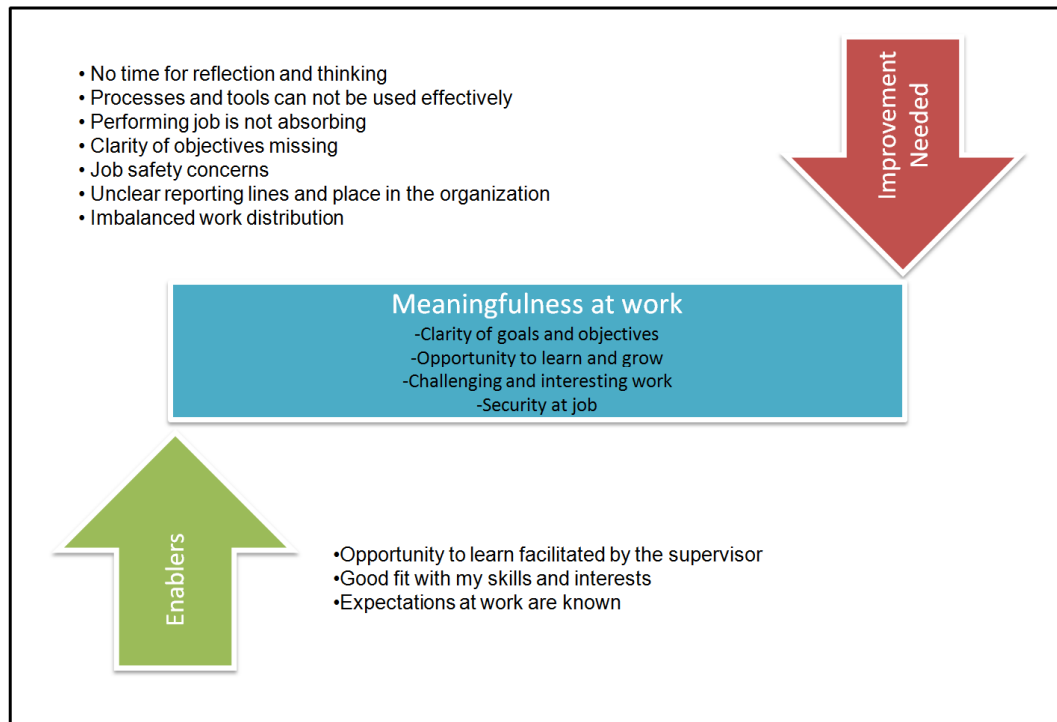 • No time for reflection and thinking
• Processes and tools can not be used effectively
• Performing job is not absorbing
• Clarity of objectives missing
• Job safety concerns
• Unclear reporting lines and place in the organization
• Imbalanced work distribution
Improvement
Needed
Meaningfulness at work
-Clarity of goals and objectives
-Opportunity to learn and grow
-Challenging and interesting work
-Security at job
Enablers
•Opportunity to learn facilitated by the supervisor
•Good fit with my skills and interests
•Expectations at work are known